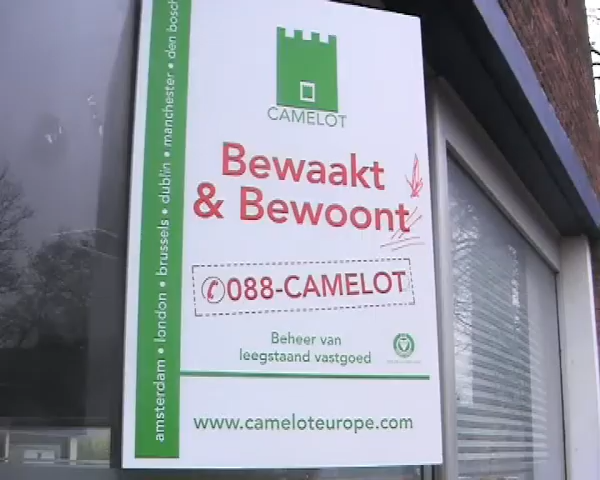 CAMELOT
Bewaakt
& Bewoont
088-CAMELOT
Beheer van
leegstaand vastgoed
www.cameloteurope.com
amsterdam • london • brussels • dublin • manchester • den bosch